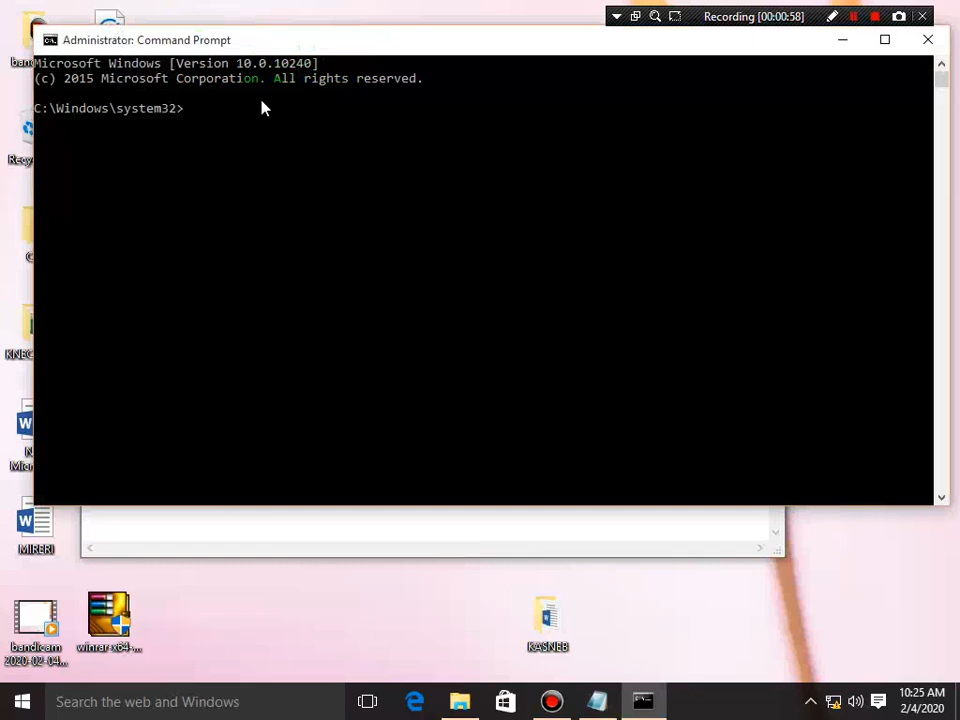 Recording [00:00:58]
Administrator: Command Prompt
Microsoft Windows [Version 10.0.10240]
(c) 2015 Microsoft Corporation. All rights reserved.
C:\Windows\system32>
KNEC
MIRERI
bandicam
2020-02-04...
winrar-x64-...
KASNEB
Search the web and Windows
10:25 AM
2/4/2020